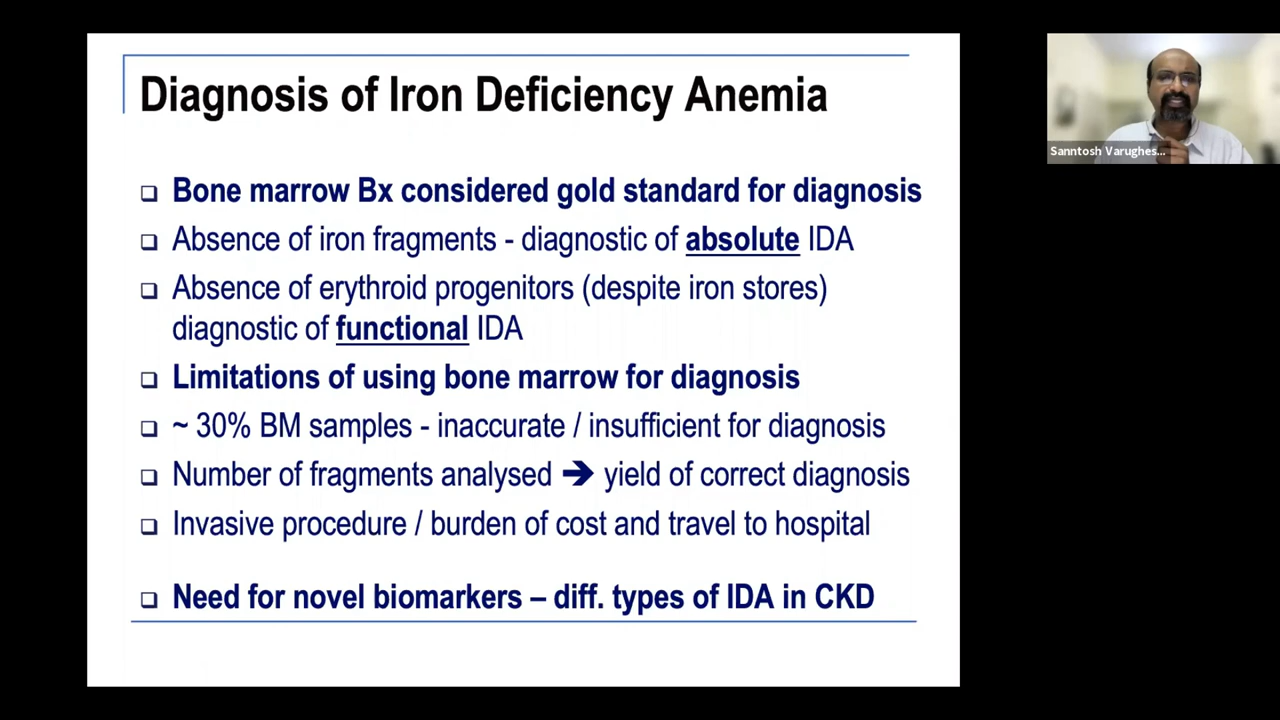 Diagnosis of Iron Deficiency Anemia
❑ Bone marrow Bx considered gold standard for diagnosis
❑ Absence of iron fragments - diagnostic of absolute IDA
❑ Absence of erythroid progenitors (despite iron stores)
diagnostic of functional IDA
❑ Limitations of using bone marrow for diagnosis
❑ ~ 30% BM samples - inaccurate / insufficient for diagnosis
❑ Number of fragments analysed ➔ yield of correct diagnosis
❑ Invasive procedure / burden of cost and travel to hospital
❑ Need for novel biomarkers – diff. types of IDA in CKD
Sanntosh Varughes...